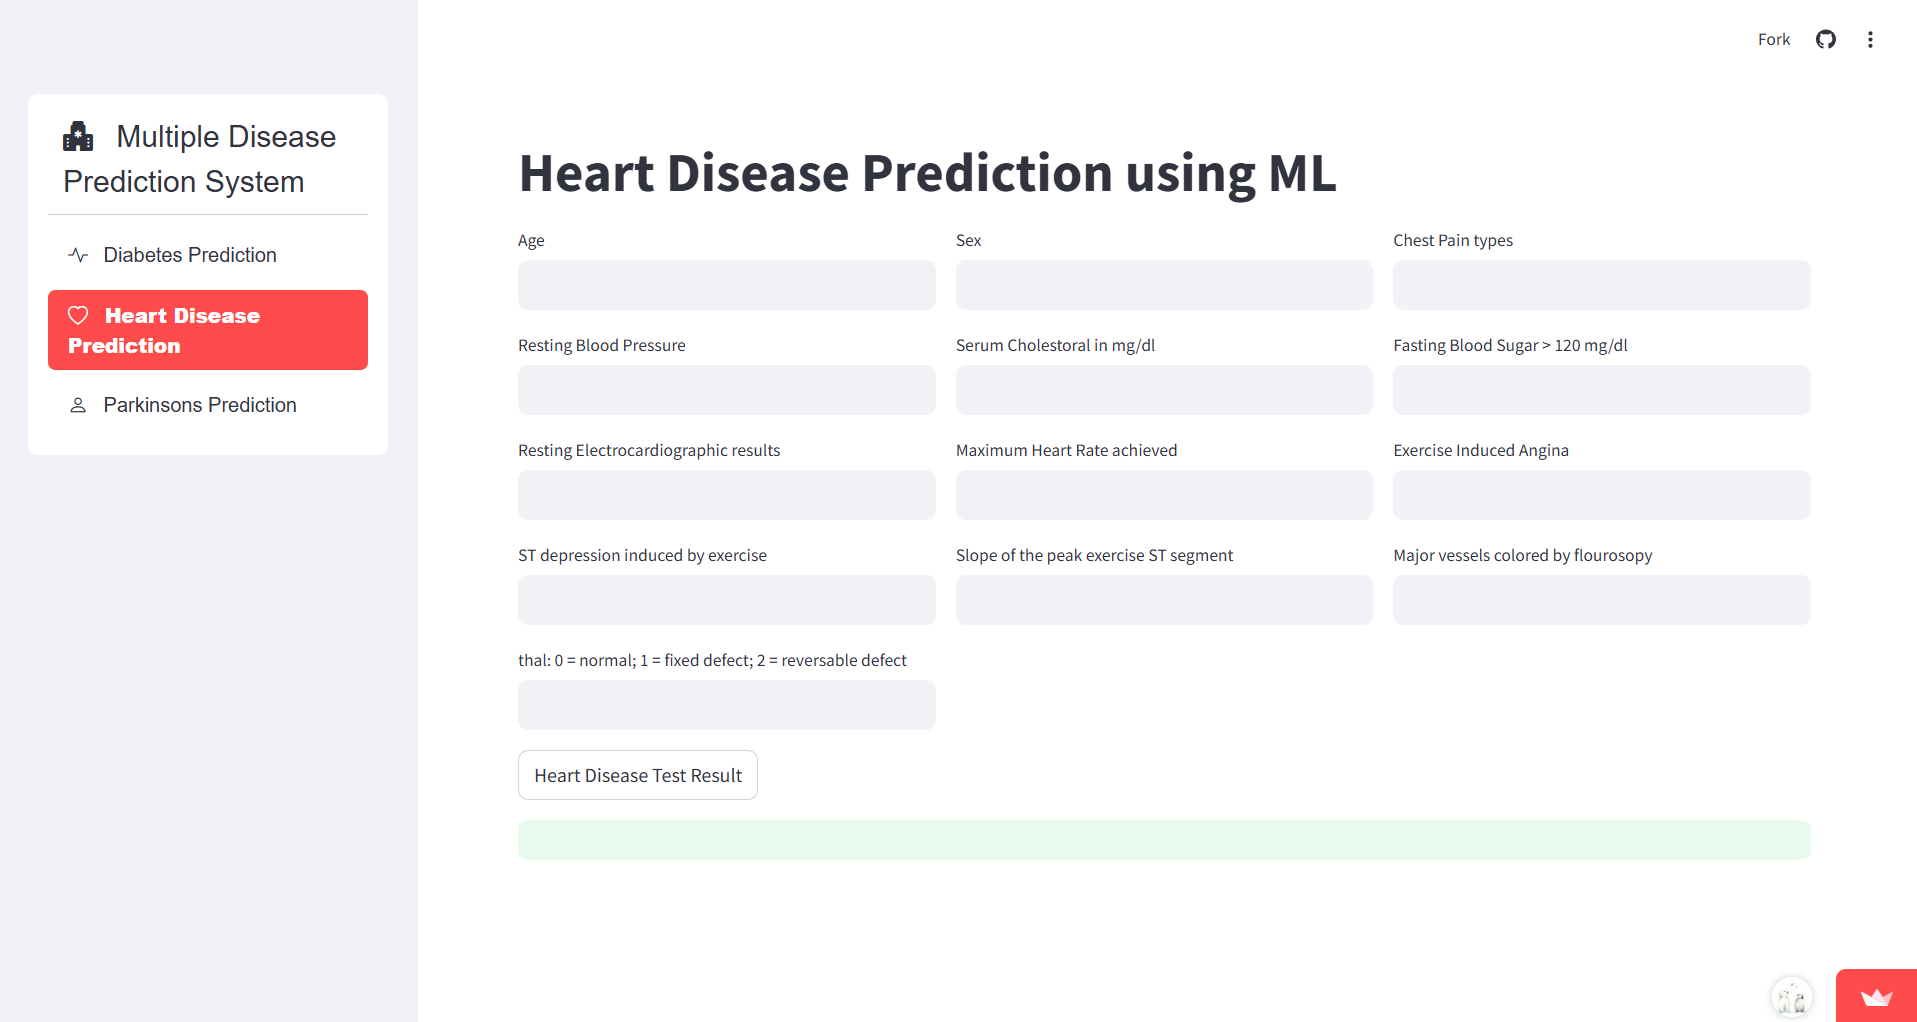 Fork
Multiple Disease
Prediction System
Diabetes Prediction
Heart Disease
Prediction
Parkinsons Prediction
Heart Disease Prediction using ML
Age
Sex
Chest Pain types
Resting Blood Pressure
Serum Cholestoral in mg/dl
Fasting Blood Sugar > 120 mg/dl
Resting Electrocardiographic results
Maximum Heart Rate achieved
Exercise Induced Angina
ST depression induced by exercise
Slope of the peak exercise ST segment
Major vessels colored by flourosopy
thal: 0 = normal; 1 = fixed defect; 2 = reversable defect
Heart Disease Test Result